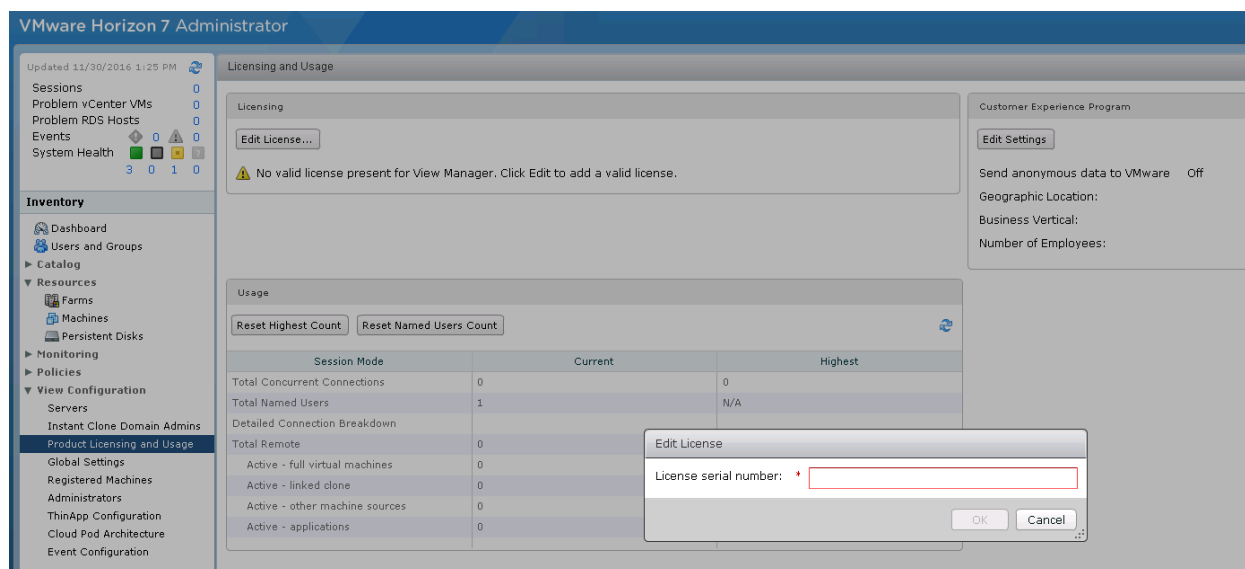 VMware Horizon 7 Administrator
Updated 11/30/2016 1:25 PM
Sessions 0
Problem vCenter VMs 0
Problem RDS Hosts 0
Events 0 0
System Health ?
3 0 1 0
Inventory
Dashboard
Users and Groups
Catalog
Resources
Farms
Machines
Persistent Disks
Monitoring
Policies
View Configuration
Servers
Instant Clone Domain Admins
Product Licensing and Usage
Global Settings
Registered Machines
Administrators
ThinApp Configuration
Cloud Pod Architecture
Event Configuration
Licensing and Usage
Licensing
Edit License...
No valid license present for View Manager. Click Edit to add a valid license.
Customer Experience Program
Edit Settings
Send anonymous data to VMware Off
Geographic Location:
Business Vertical:
Number of Employees:
Usage
Reset Highest Count Reset Named Users Count
Session Mode Current Highest
Total Concurrent Connections 0 0
Total Named Users 1 N/A
Detailed Connection Breakdown
Total Remote 0
Active - full virtual machines 0
Active - linked clone 0
Active - other machine sources 0
Active - applications 0
Edit License
License serial number: *
OK Cancel